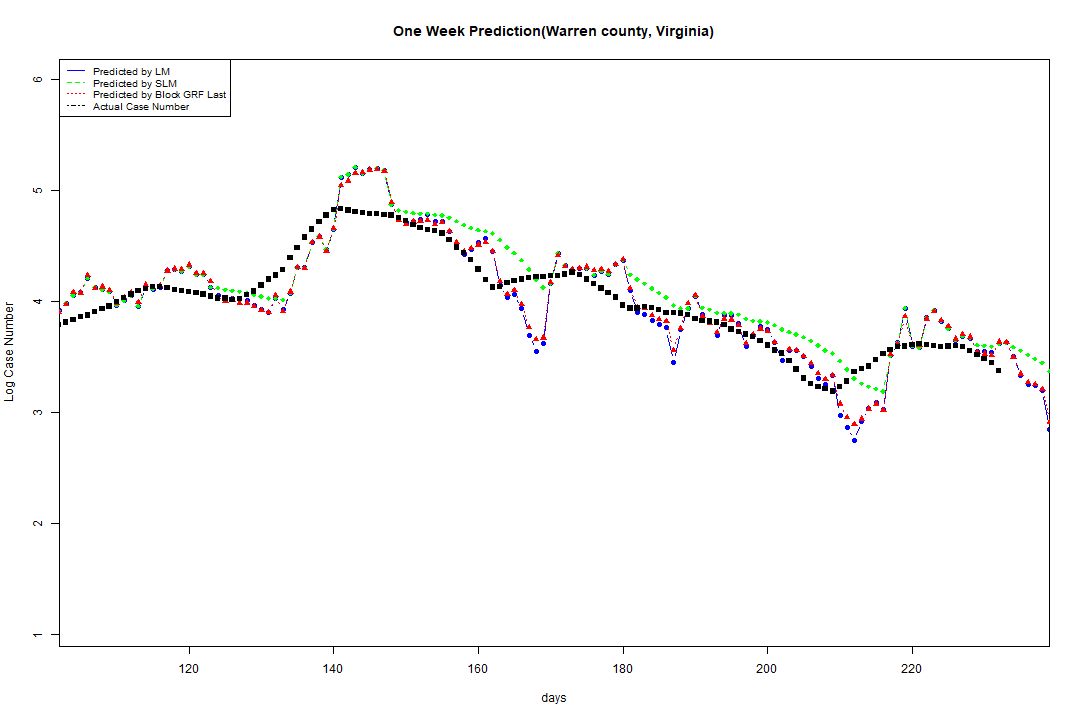 One Week Prediction(Warren county, Virginia)
Predicted by LM
Predicted by SLM
Predicted by Block GRF Last
Actual Case Number
6
5
4
3
2
1
Log Case Number
120 140 160 180 200 220
days